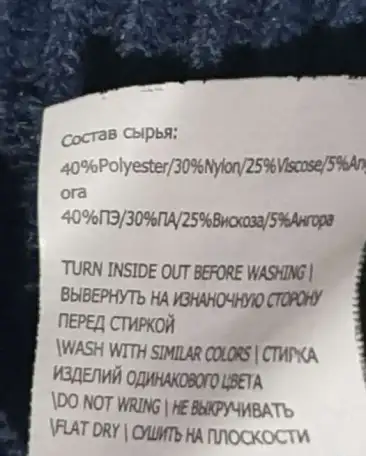 Состав сырья:
40%Polyester/30%Nylon/25%Viscose/5%Ang
ora
40%ПЭ/30%ПА/25%Вискоза/5%Ангора
TURN INSIDE OUT BEFORE WASHING |
ВЫВЕРНУТЬ НА ИЗНАНОЧНУЮ СТОРОНУ
ПЕРЕД СТИРКОЙ
\WASH WITH SIMILAR COLORS | СТИРКА
ИЗДЕЛИЙ ОДИНАКОВОГО ЦВЕТА
\DO NOT WRING | НЕ ВЫКРУЧИВАТЬ
\FLAT DRY | СУШИТЬ НА ПЛОСКОСТИ